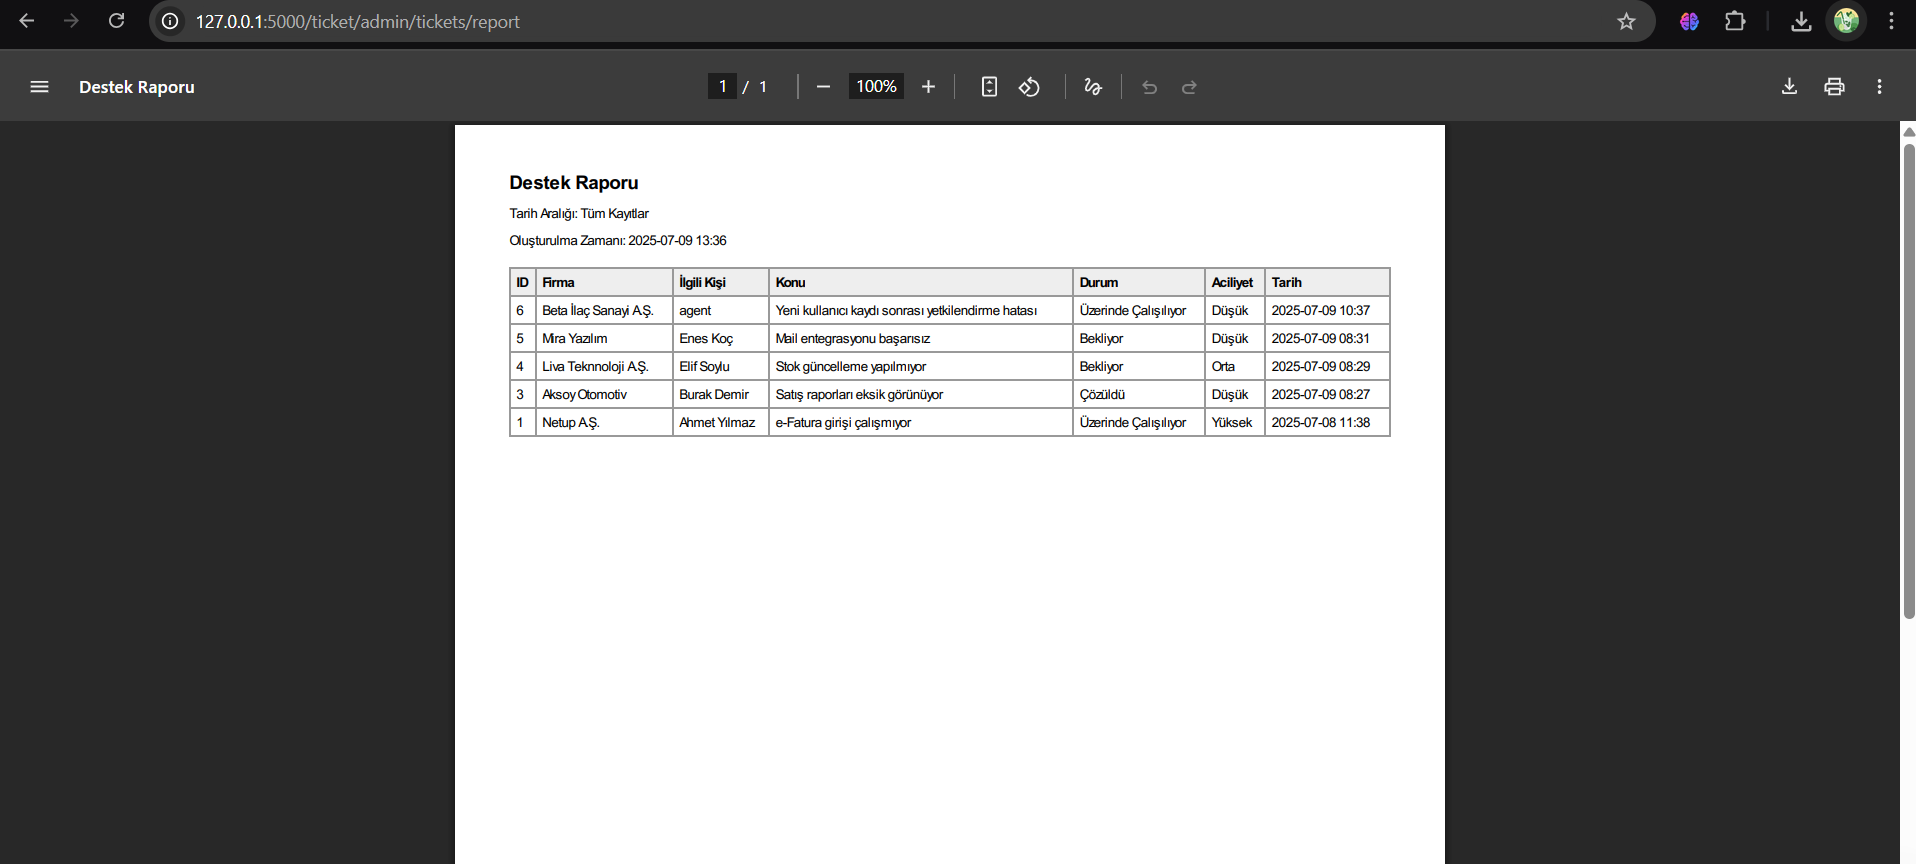 127.0.0.1:5000/ticket/admin/tickets/report
Destek Raporu
1 / 1
100%
Destek Raporu
Tarih Aralığı: Tüm Kayıtlar
Oluşturulma Zamanı: 2025-07-09 13:36
ID Firma İlgili Kişi Konu Durum Aciliyet Tarih
6 Beta İlaç Sanayi A.Ş. agent Yeni kullanıcı kaydı sonrası yetkilendirme hatası Üzerinde Çalışılıyor Düşük 2025-07-09 10:37
5 Mira Yazılım Enes Koç Mail entegrasyonu başarısız Bekliyor Düşük 2025-07-09 08:31
4 Liva Teknnoloji A.Ş. Elif Soylu Stok güncelleme yapılmıyor Bekliyor Orta 2025-07-09 08:29
3 Aksoy Otomotiv Burak Demir Satış raporları eksik görünüyor Çözüldü Düşük 2025-07-09 08:27
1 Netup A.Ş. Ahmet Yılmaz e-Fatura girişi çalışmıyor Üzerinde Çalışılıyor Yüksek 2025-07-08 11:38